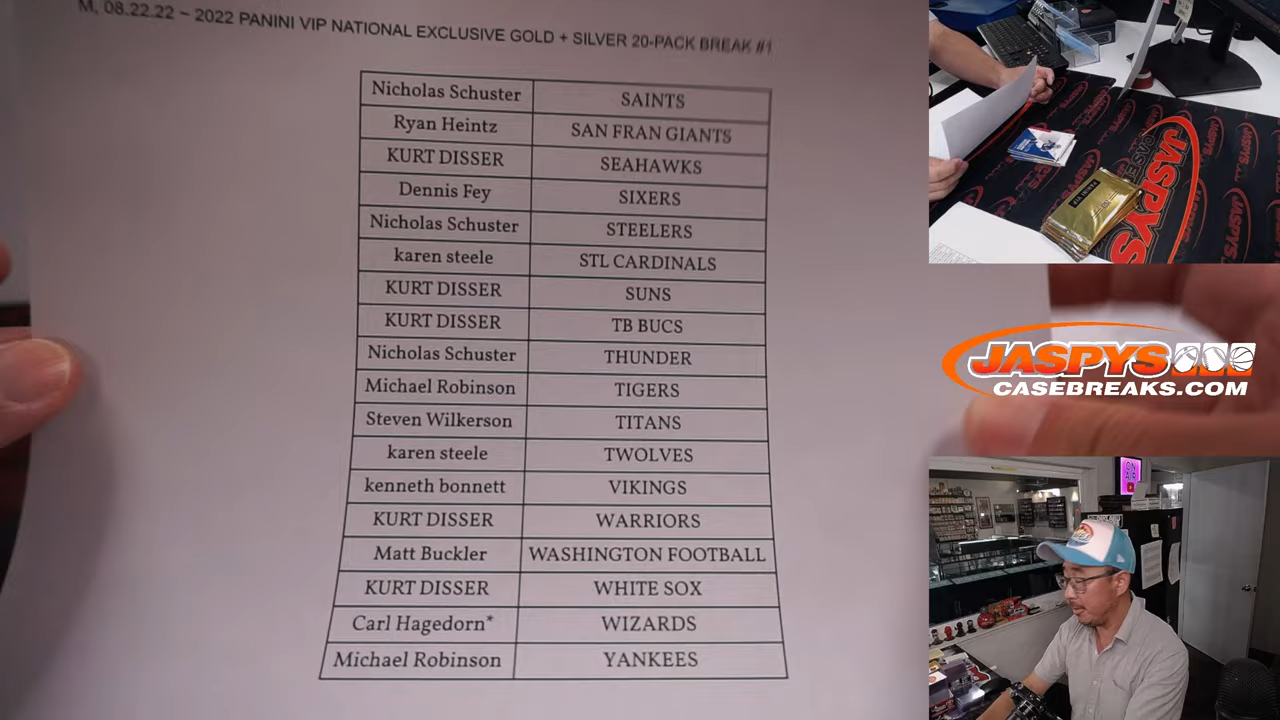 M, 08.22.22 – 2022 PANINI VIP NATIONAL EXCLUSIVE GOLD + SILVER 20-PACK BREAK #1
Nicholas Schuster SAINTS
Ryan Heintz SAN FRAN GIANTS
KURT DISSER SEAHAWKS
Dennis Fey SIXERS
Nicholas Schuster STEELERS
karen steele STL CARDINALS
KURT DISSER SUNS
KURT DISSER TB BUCS
Nicholas Schuster THUNDER
Michael Robinson TIGERS
Steven Wilkerson TITANS
karen steele TWOLVES
kenneth bonnett VIKINGS
KURT DISSER WARRIORS
Matt Buckler WASHINGTON FOOTBALL
KURT DISSER WHITE SOX
Carl Hagedorn* WIZARDS
Michael Robinson YANKEES
JASPYS
CASE
JASPYS
CASEBREAKS.COM
ON
AIR